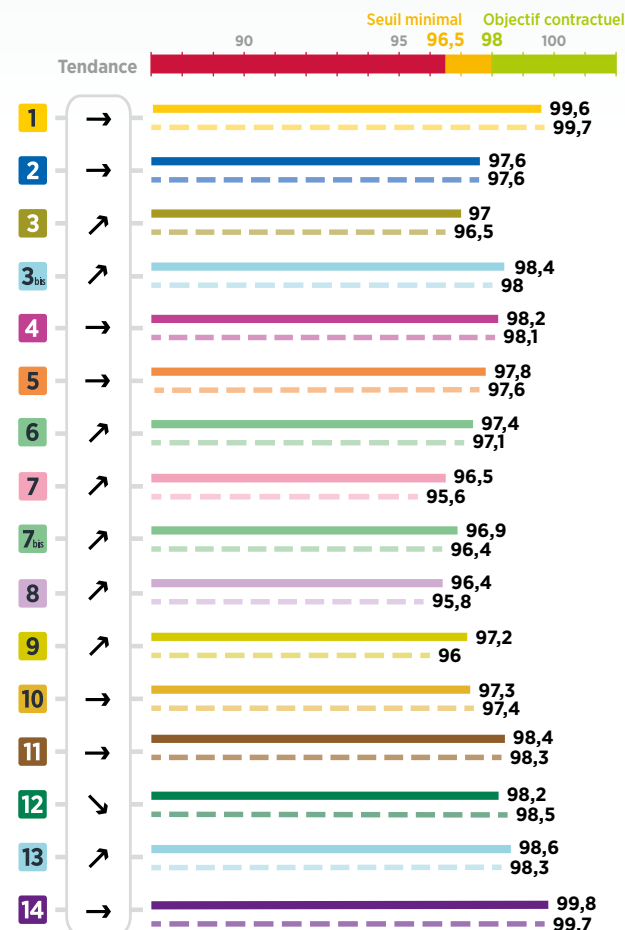 Seuil minimal Objectif contractuel
90 95 96,5 98 100
Tendance
1 → 99,6
99,7
2 → 97,6
97,6
3 ↗ 97
96,5
3bis ↗ 98,4
98
4 → 98,2
98,1
5 → 97,8
97,6
6 ↗ 97,4
97,1
7 ↗ 96,5
95,6
7bis ↗ 96,9
96,4
8 ↗ 96,4
95,8
9 ↗ 97,2
96
10 → 97,3
97,4
11 → 98,4
98,3
12 ↘ 98,2
98,5
13 ↗ 98,6
98,3
14 → 99,8
99,7